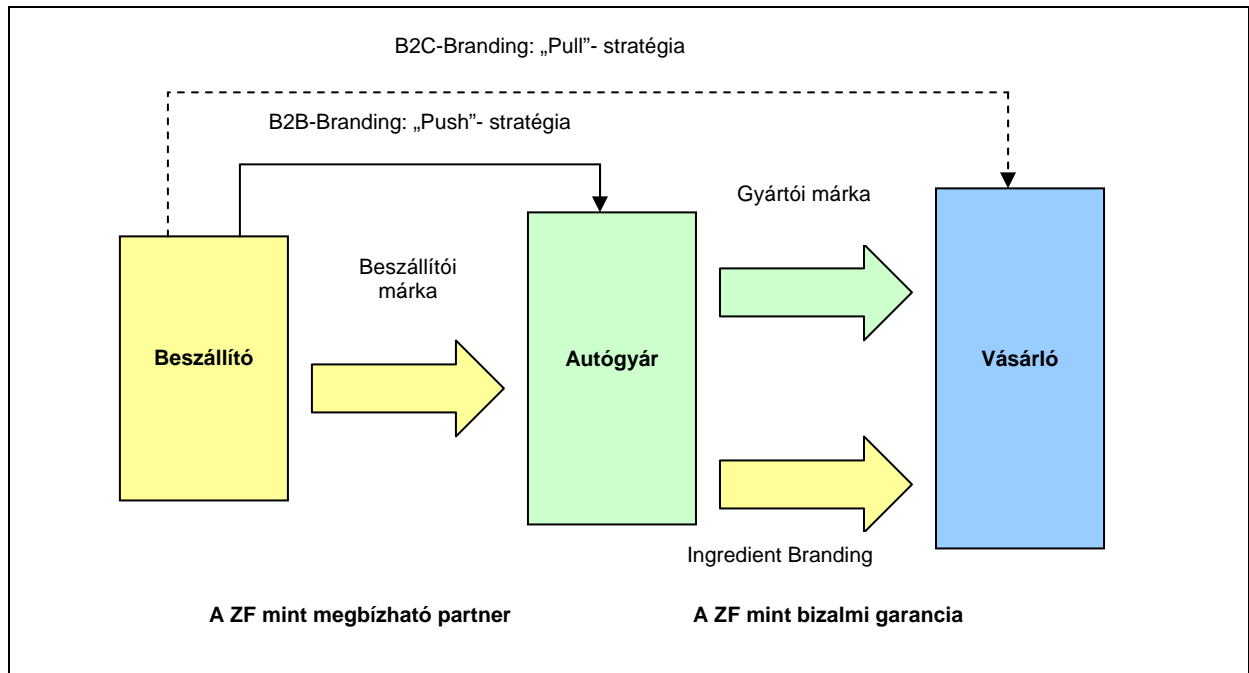 B2C-Branding: „Pull”- stratégia
B2B-Branding: „Push”- stratégia
Gyártói márka
Beszállítói
márka
Beszállító
Autógyár
Vásárló
Ingredient Branding
A ZF mint megbízható partner
A ZF mint bizalmi garancia